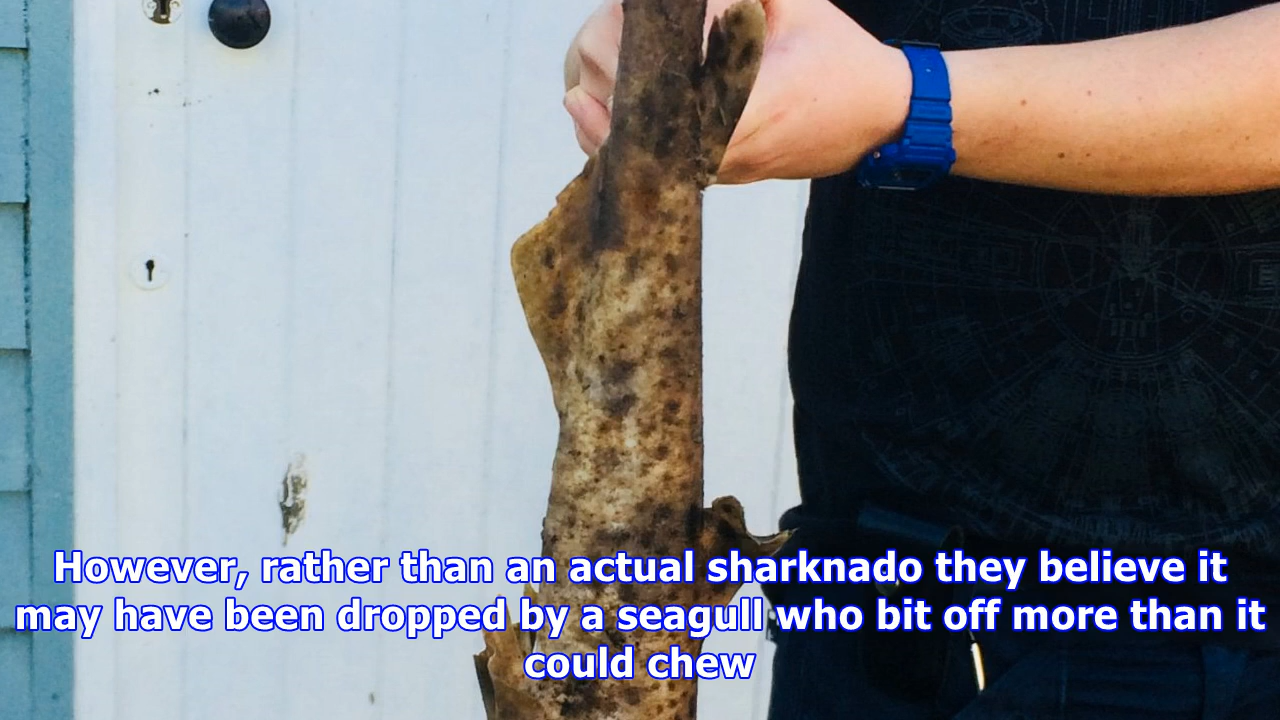 However, rather than an actual sharknado they believe it
may have been dropped by a seagull who bit off more than it
could chew